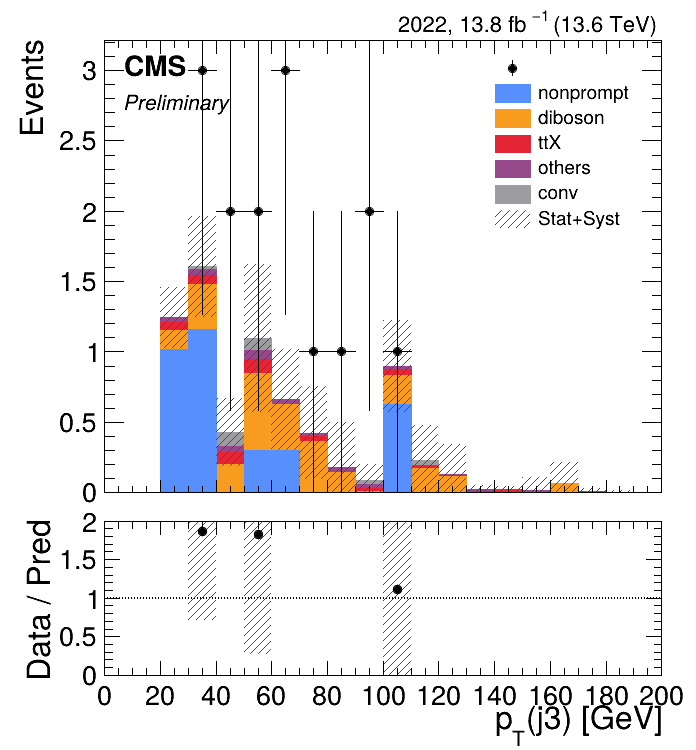 2022, 13.8 fb⁻¹ (13.6 TeV)
Events
CMS
Preliminary
nonprompt
diboson
ttX
others
conv
Stat+Syst
3
2.5
2
1.5
1
0.5
0
Data / Pred
2
1.5
1
0.5
0
0 20 40 60 80 100 120 140 160 180 200
p_T(j3) [GeV]